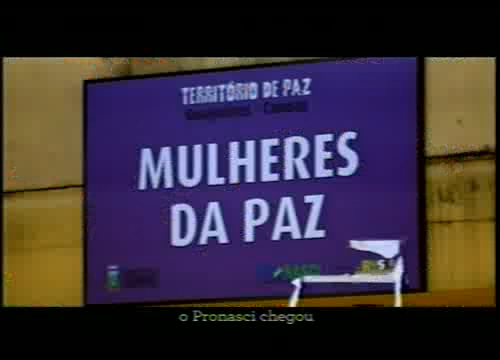 TERRITÓRIO DE PAZ
MULHERES
DA PAZ
o Pronasci chegou